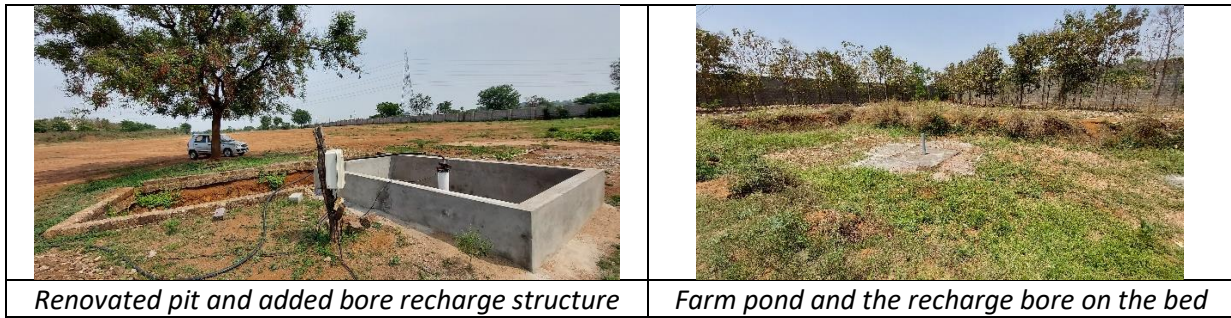 Renovated pit and added bore recharge structure
Farm pond and the recharge bore on the bed